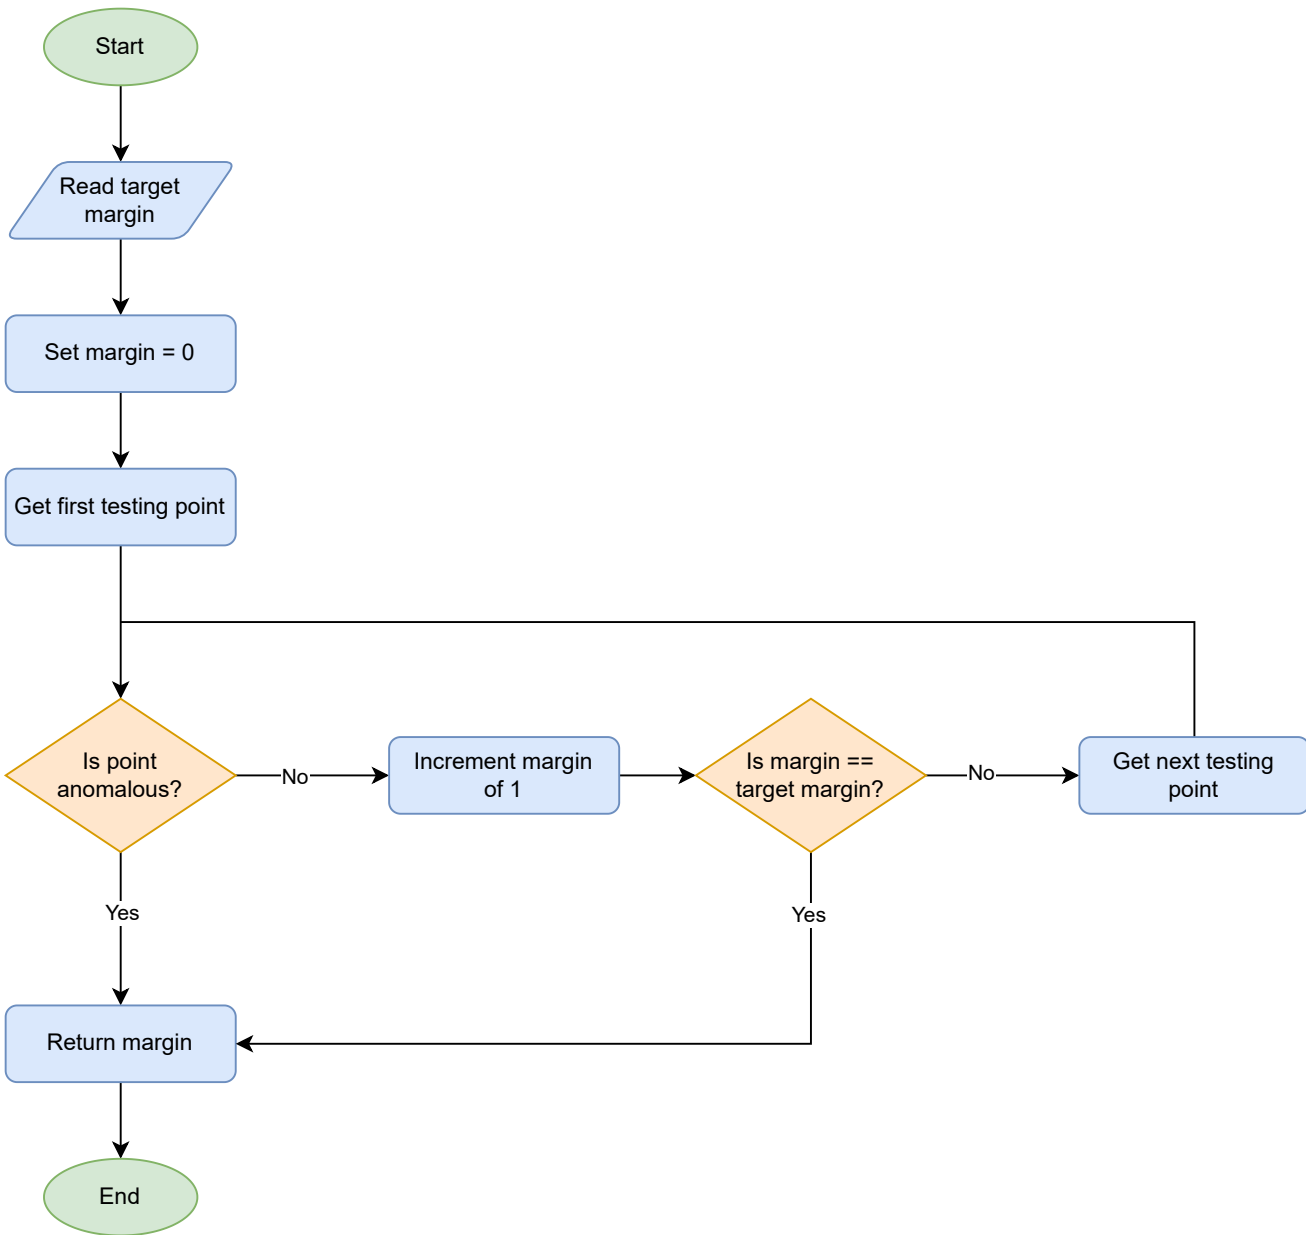 Start
Read target
margin
Set margin = 0
Get first testing point
Is point
anomalous?
No
Increment margin
of 1
Is margin ==
target margin?
No
Get next testing
point
Yes
Yes
Return margin
End